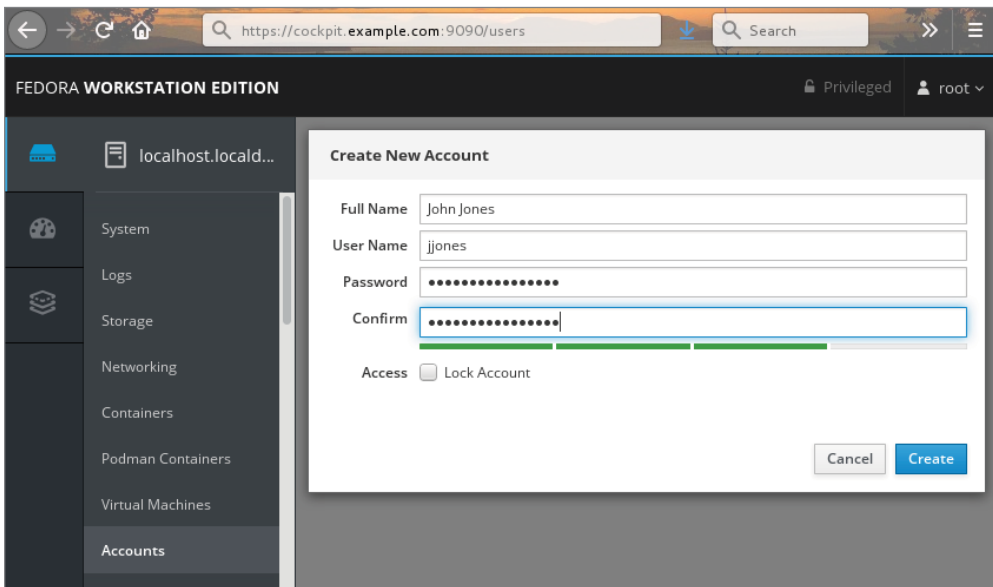 https://cockpit.example.com:9090/users
Search
FEDORA WORKSTATION EDITION
Privileged
root
localhost.locald...
System
Logs
Storage
Networking
Containers
Podman Containers
Virtual Machines
Accounts
Create New Account
Full Name John Jones
User Name jjones
Password ••••••••••••••••
Confirm ••••••••••••••••
Access Lock Account
Cancel Create